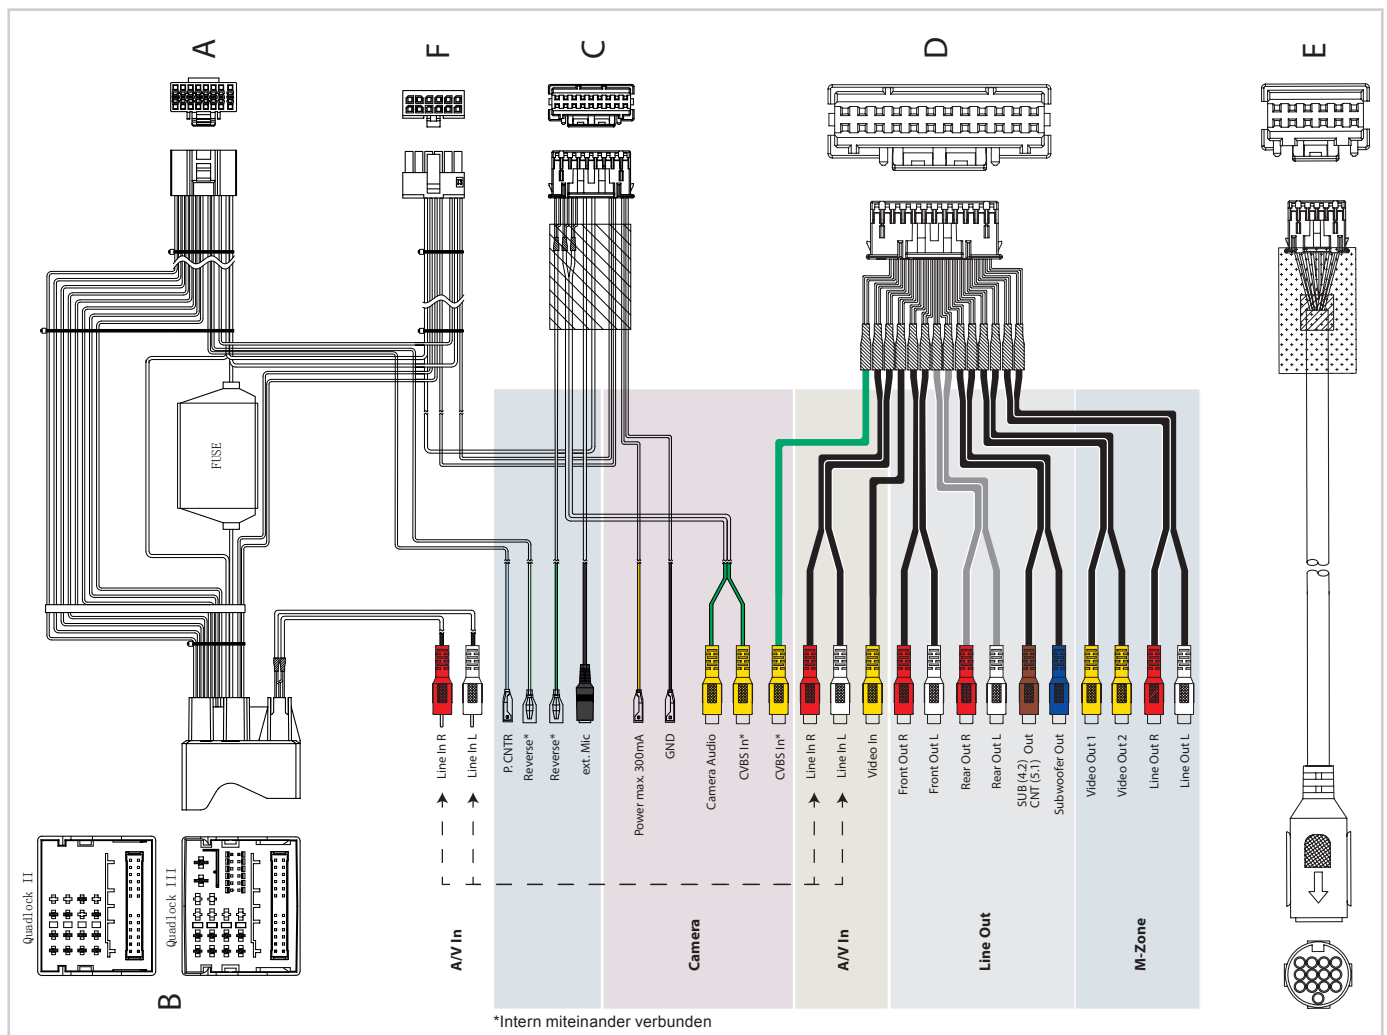 A
F
C
D
E
FUSE
Quadlock II
Quadlock III
B
Line In R
Line In L
P. CNTR
Reverse*
Reverse*
ext. Mic
Power max. 300mA
GND
Camera Audio
CVBS In*
CVBS In*
Line In R
Line In L
Video In
Front Out R
Front Out L
Rear Out R
Rear Out L
SUB (4.2) Out
CNT (5.1)
Subwoofer Out
Video Out 1
Video Out 2
Line Out R
Line Out L
A/V In
Camera
A/V In
Line Out
M-Zone
*Intern miteinander verbunden